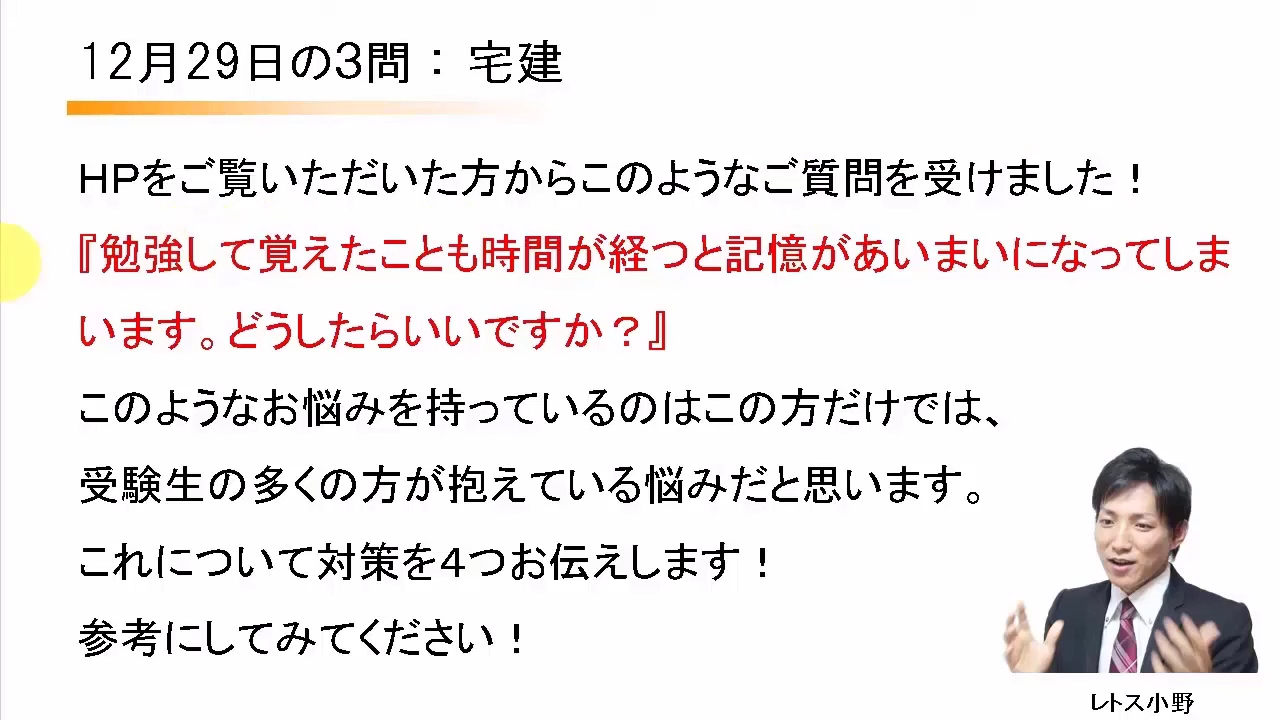 12月29日の3問：宅建
HPをご覧いただいた方からこのようなご質問を受けました！
『勉強して覚えたことも時間が経つと記憶があいまいになってしま
います。どうしたらいいですか？』
このようなお悩みを持っているのはこの方だけでは、
受験生の多くの方が抱えている悩みだと思います。
これについて対策を４つお伝えします！
参考にしてみてください！
レトス小野